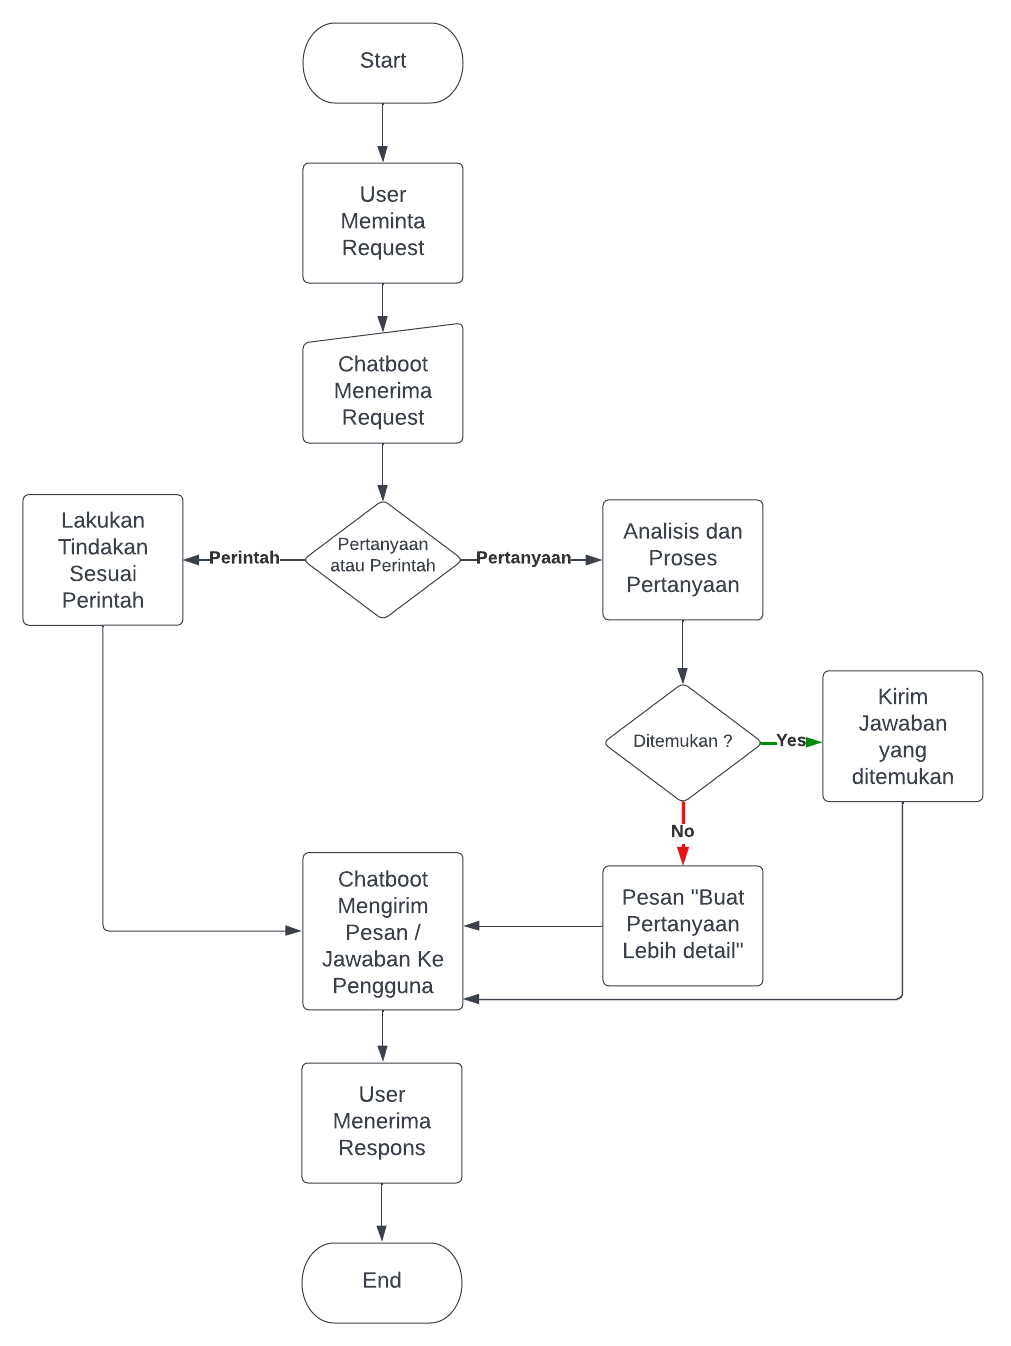 Start
User
Meminta
Request
Chatboot
Menerima
Request
Pertanyaan
atau Perintah
Perintah
Lakukan
Tindakan
Sesuai
Perintah
Pertanyaan
Analisis dan
Proses
Pertanyaan
Ditemukan ?
Yes
Kirim
Jawaban
yang
ditemukan
No
Pesan "Buat
Pertanyaan
Lebih detail"
Chatboot
Mengirim
Pesan /
Jawaban Ke
Pengguna
User
Menerima
Respons
End